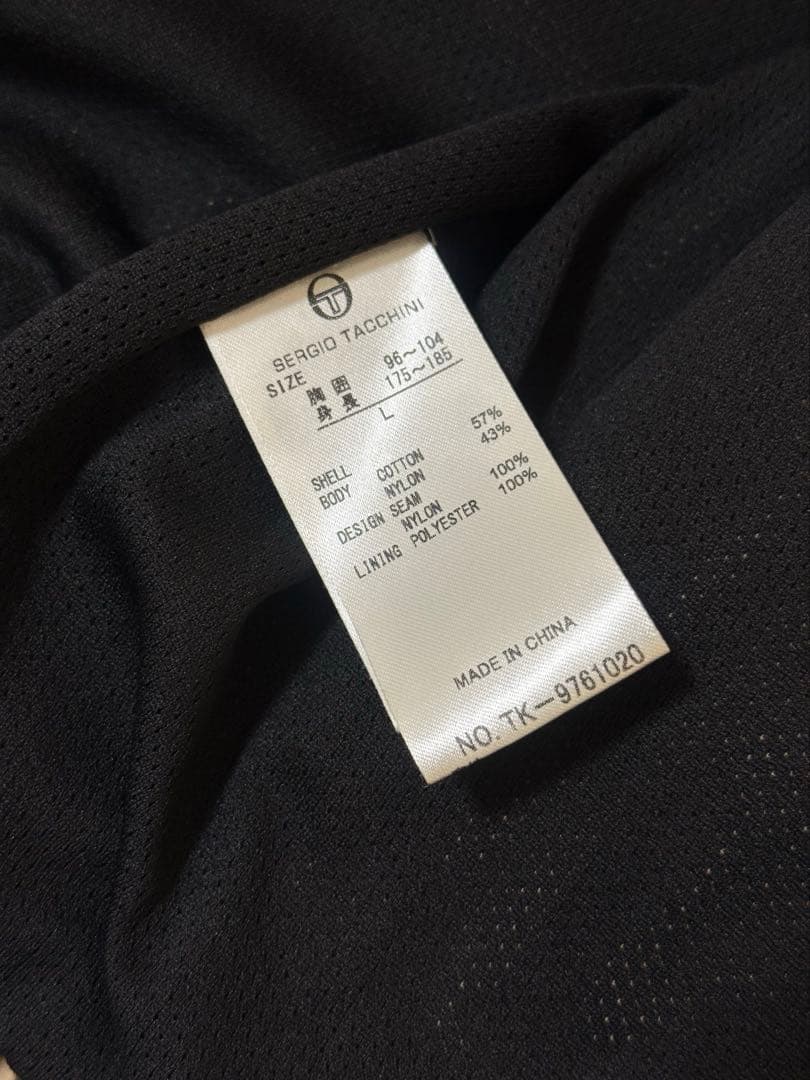 SERGIO TACCHINI
SIZE
胸囲 96～104
身長 175～185
L
SHELL
BODY COTTON 57%
NYLON 43%
DESIGN SEAM
NYLON 100%
LINING POLYESTER 100%
MADE IN CHINA
NO. TK－9761020